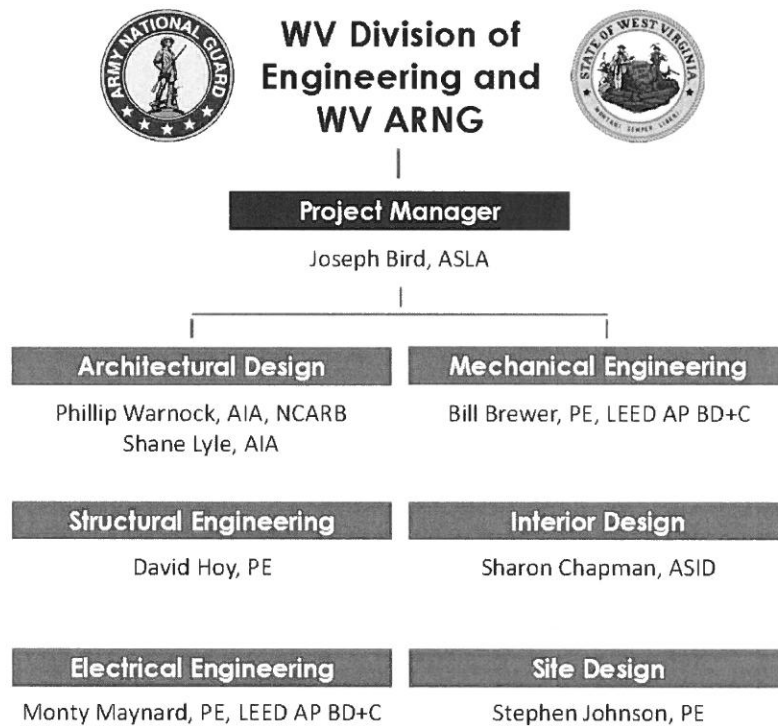 ARMY NATIONAL GUARD
WV Division of
Engineering and
WV ARNG
STATE OF WEST VIRGINIA
MONTANI SEMPER LIBERI
Project Manager
Joseph Bird, ASLA
Architectural Design
Mechanical Engineering
Phillip Warnock, AIA, NCARB
Shane Lyle, AIA
Bill Brewer, PE, LEED AP BD+C
Structural Engineering
Interior Design
David Hoy, PE
Sharon Chapman, ASID
Electrical Engineering
Site Design
Monty Maynard, PE, LEED AP BD+C
Stephen Johnson, PE